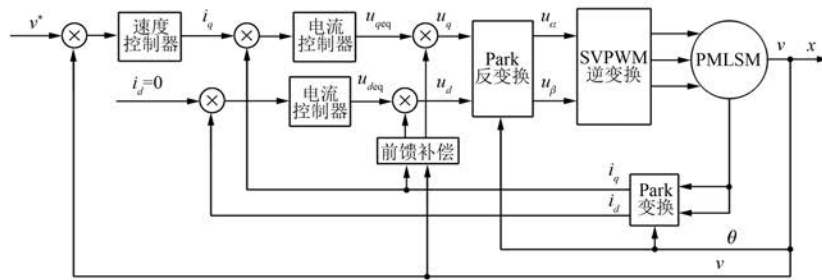 v*
速度
控制器
i_q
电流
控制器
u_qeq
u_q
Park
反变换
u_α
u_β
SVPWM
逆变换
PMLSM
v
x
i_d=0
电流
控制器
u_deq
u_d
前馈补偿
i_q
i_d
Park
变换
θ
v